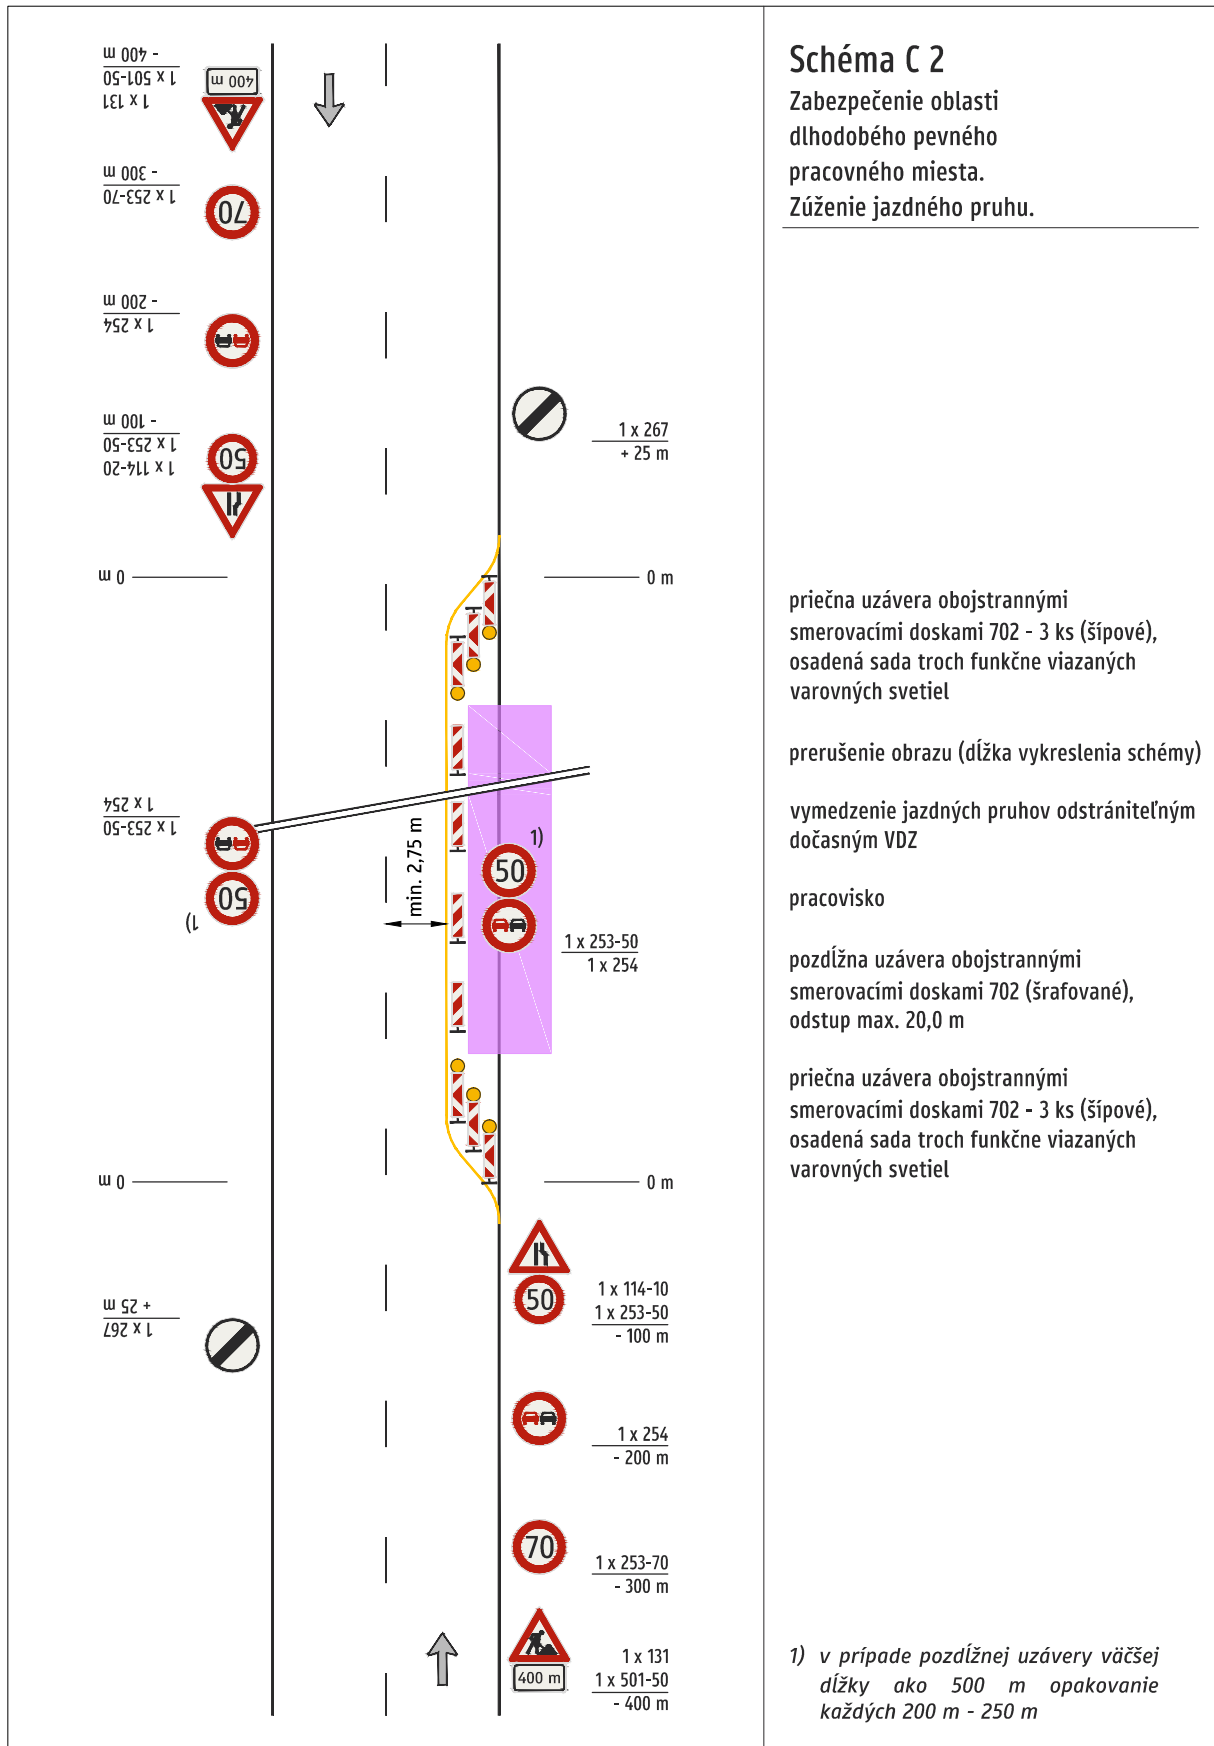 - 400 m
1 x 501-50
1 x 131
400 m
- 300 m
1 x 253-70
70
- 200 m
1 x 254
- 100 m
1 x 253-50
1 x 114-20
50
1 x 267
+ 25 m
0 m
0 m
1 x 254
1 x 253-50
50
1)
min. 2,75 m
1)
50
1 x 253-50
1 x 254
0 m
0 m
+ 25 m
1 x 267
50
1 x 114-10
1 x 253-50
- 100 m
1 x 254
- 200 m
70
1 x 253-70
- 300 m
400 m
1 x 131
1 x 501-50
- 400 m
Schéma C 2
Zabezpečenie oblasti
dlhodobého pevného
pracovného miesta.
Zúženie jazdného pruhu.
priečna uzávera obojstrannými
smerovacími doskami 702 - 3 ks (šípové),
osadená sada troch funkčne viazaných
varovných svetiel
prerušenie obrazu (dĺžka vykreslenia schémy)
vymedzenie jazdných pruhov odstrániteľným
dočasným VDZ
pracovisko
pozdĺžna uzávera obojstrannými
smerovacími doskami 702 (šrafované),
odstup max. 20,0 m
priečna uzávera obojstrannými
smerovacími doskami 702 - 3 ks (šípové),
osadená sada troch funkčne viazaných
varovných svetiel
1) v prípade pozdĺžnej uzávery väčšej
dĺžky ako 500 m opakovanie
každých 200 m - 250 m